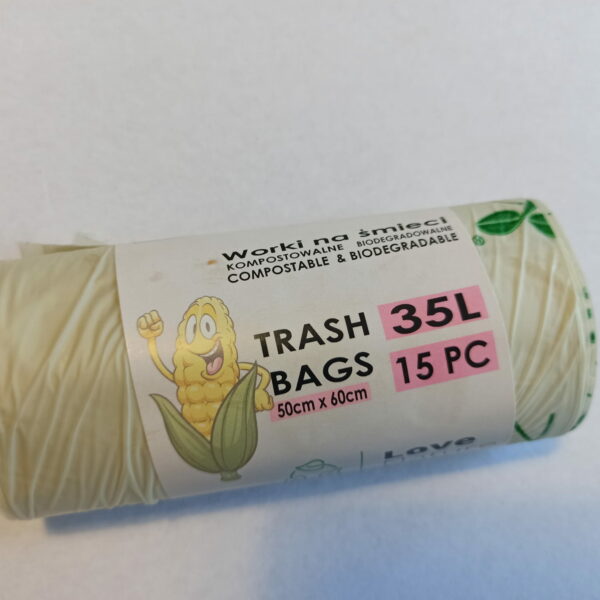 Worki na śmieci
KOMPOSTOWALNE BIODEGRADOWALNE
COMPOSTABLE & BIODEGRADABLE
®
TRASH 35L
BAGS 15 PC
50cm x 60cm
Love